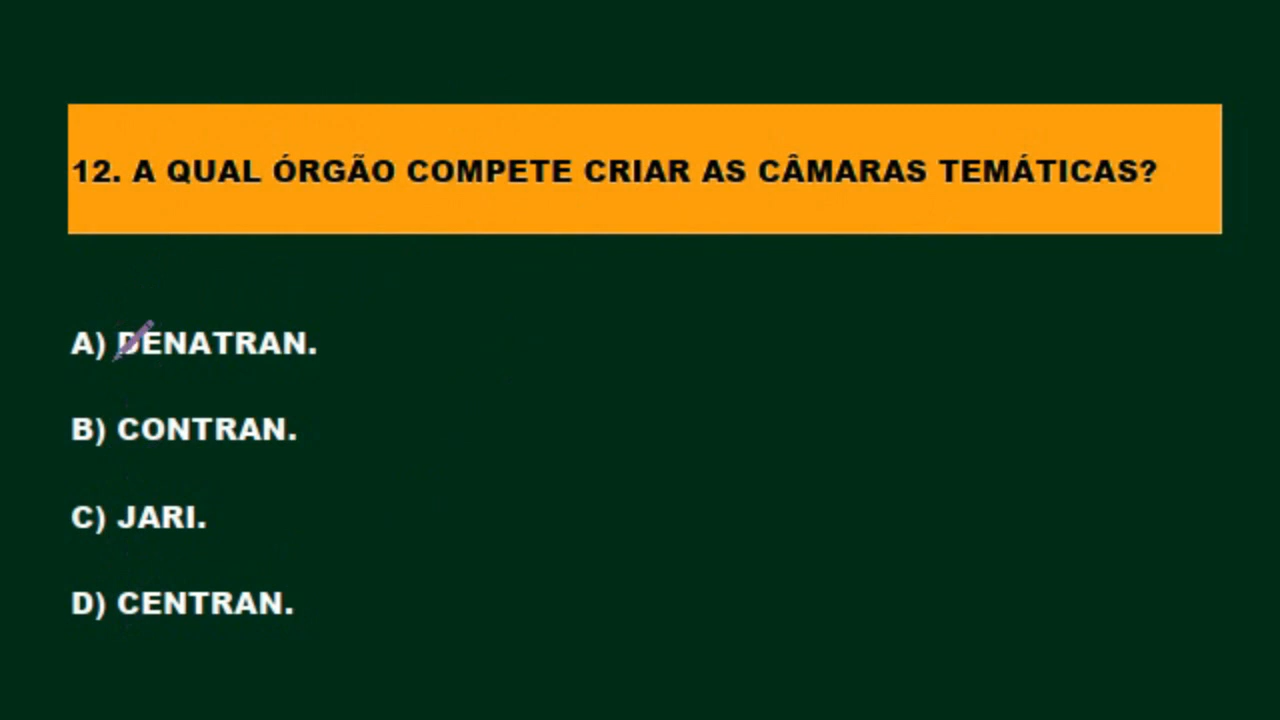 12. A QUAL ÓRGÃO COMPETE CRIAR AS CÂMARAS TEMÁTICAS?
A) DENATRAN.
B) CONTRAN.
C) JARI.
D) CENTRAN.